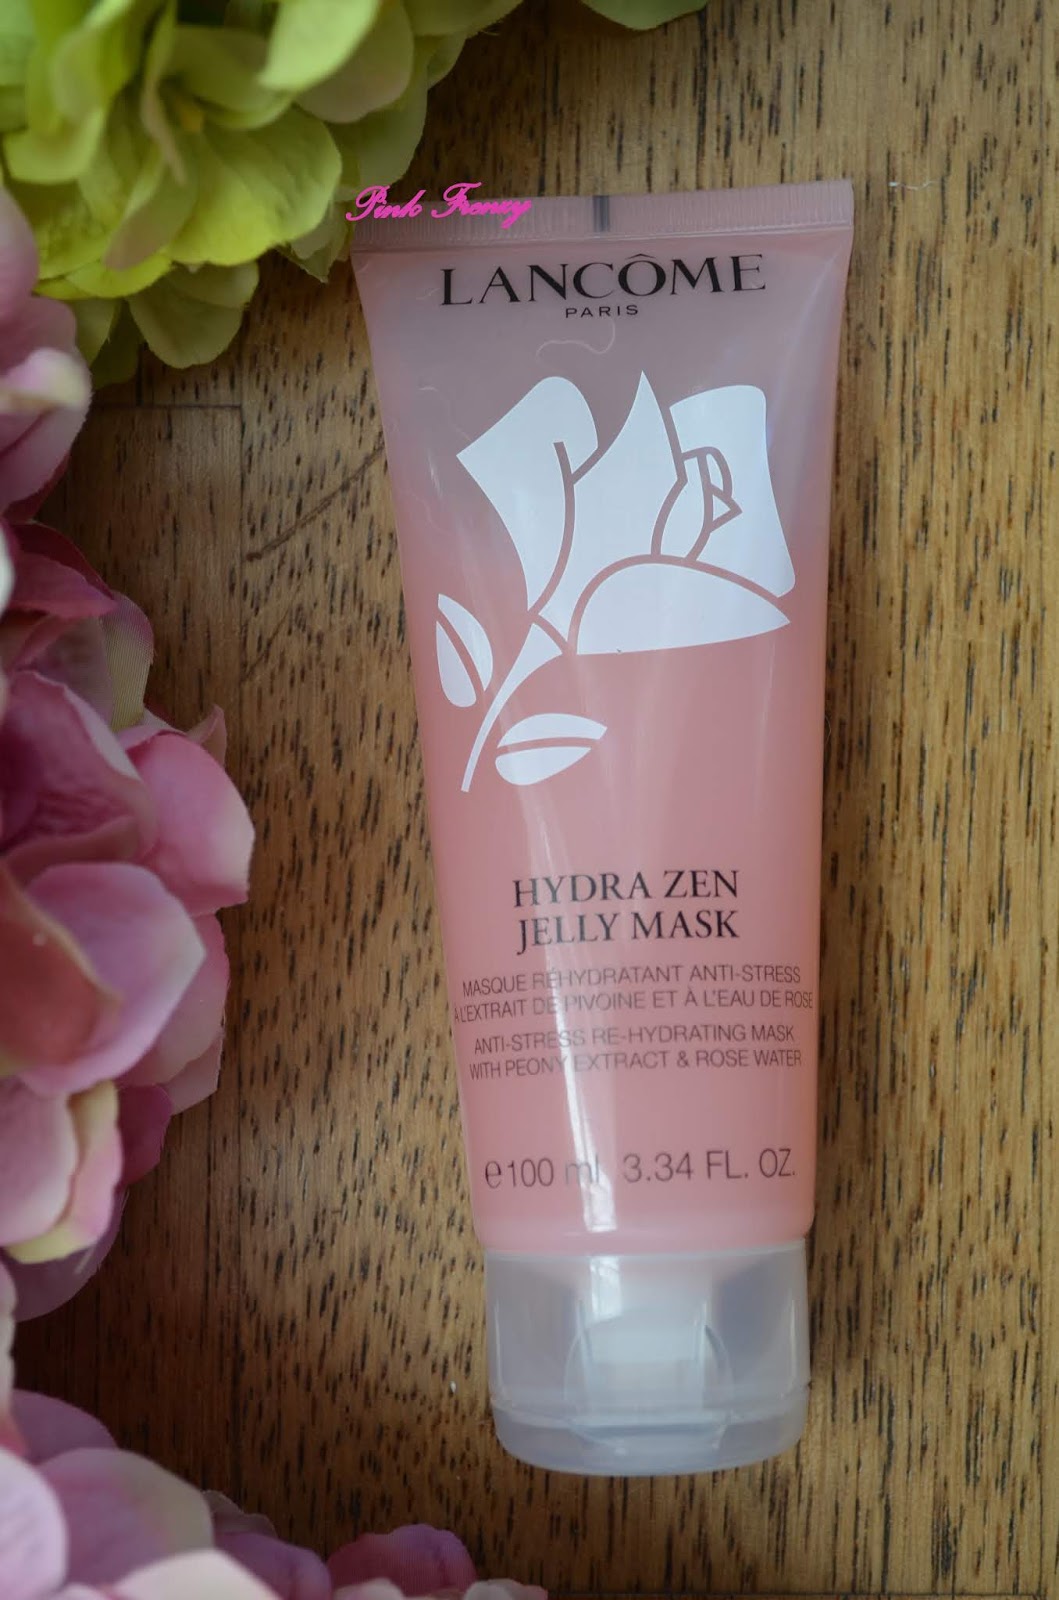 Pink Frenzy
LANCÔME
PARIS
HYDRA ZEN
JELLY MASK
MASQUE RÉHYDRATANT ANTI-STRESS
À L'EXTRAIT DE PIVOINE ET À L'EAU DE ROSE
ANTI-STRESS RE-HYDRATING MASK
WITH PEONY EXTRACT & ROSE WATER
℮100 ml 3.34 FL. OZ.